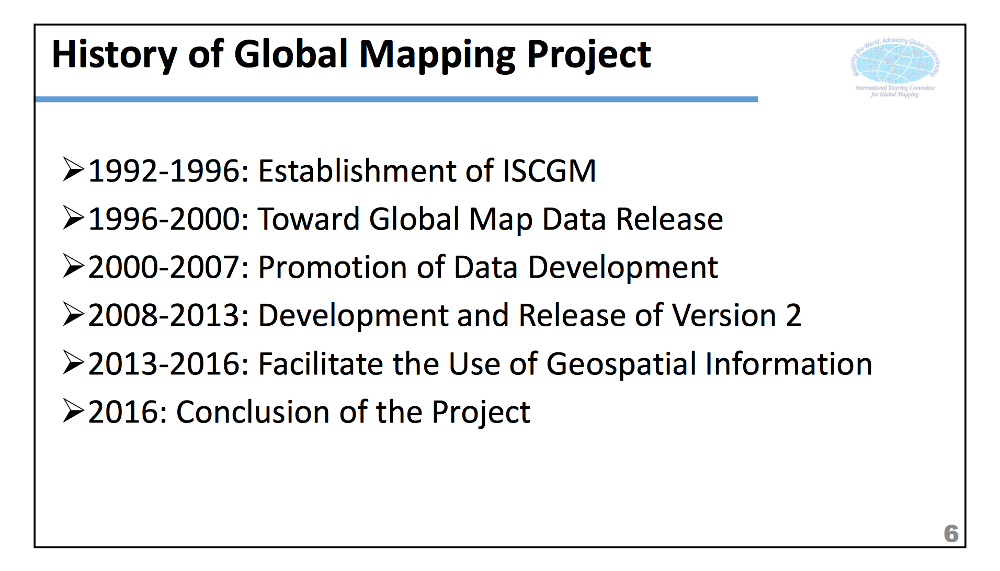 History of Global Mapping Project
Mapping the World, Advancing Global Understanding
International Steering Committee
for Global Mapping
➢1992-1996: Establishment of ISCGM
➢1996-2000: Toward Global Map Data Release
➢2000-2007: Promotion of Data Development
➢2008-2013: Development and Release of Version 2
➢2013-2016: Facilitate the Use of Geospatial Information
➢2016: Conclusion of the Project
6